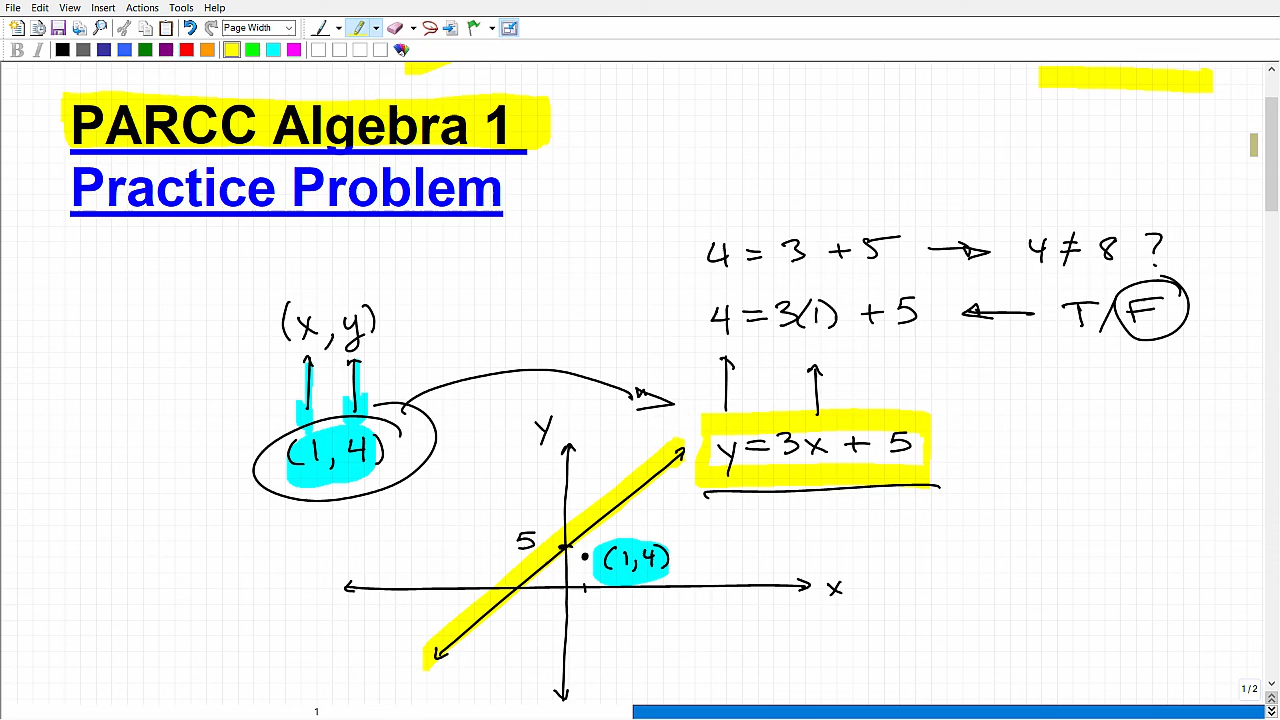 File Edit View Insert Actions Tools Help
Page Width
B I
PARCC Algebra 1
Practice Problem
4 = 3 + 5 → 4 ≠ 8 ?
4 = 3(1) + 5 ← T/F
(x, y)
(1, 4)
y = 3x + 5
y
5
(1,4)
x
1/2
1